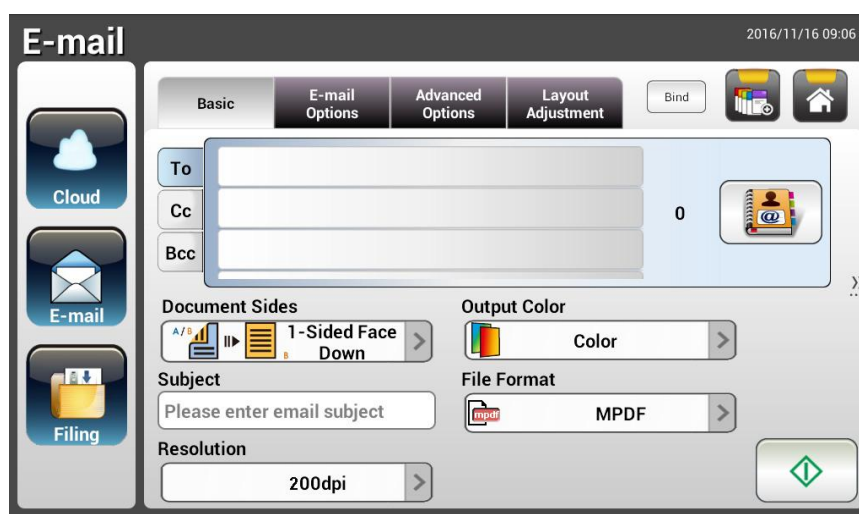 E-mail
2016/11/16 09:06
Basic
E-mail
Options
Advanced
Options
Layout
Adjustment
Bind
Cloud
E-mail
Filing
To
Cc
Bcc
0
@
Document Sides
A/B
B
1-Sided Face
Down
Output Color
Color
Subject
Please enter email subject
File Format
mpdf
MPDF
Resolution
200dpi